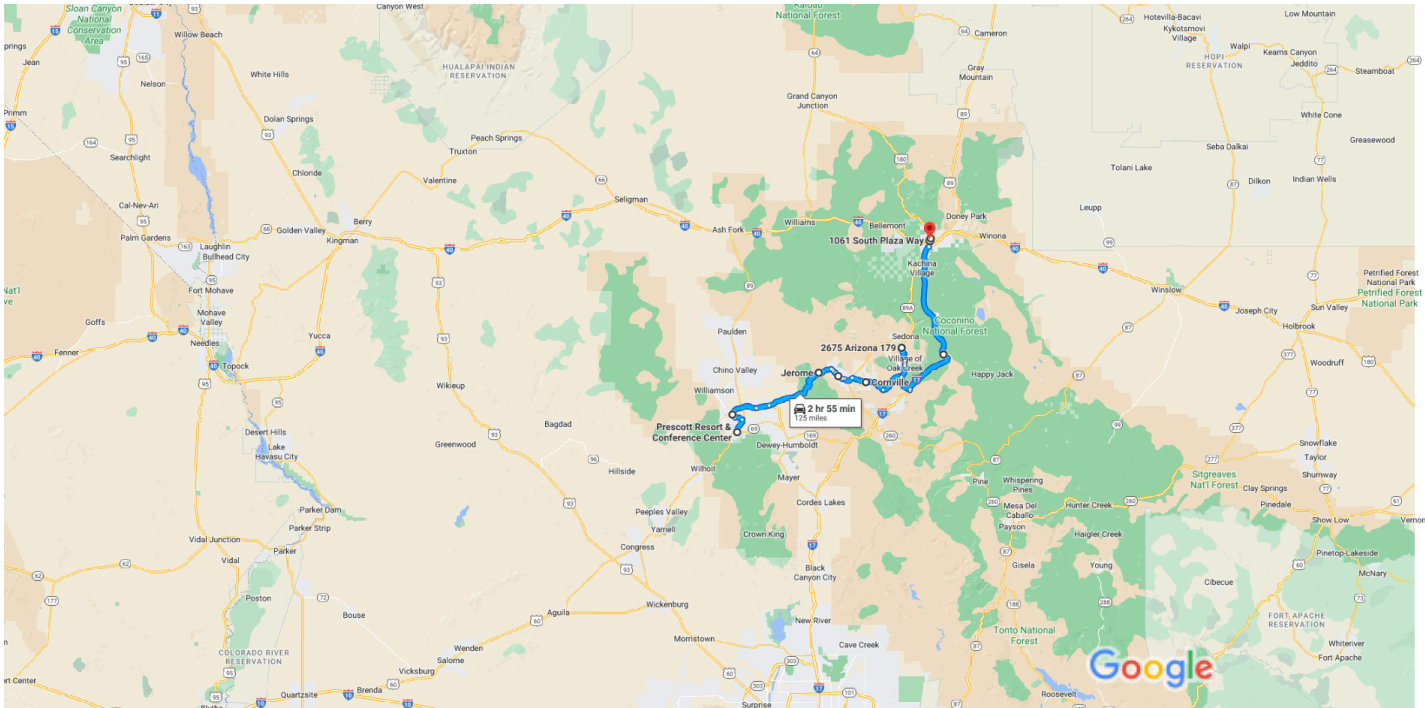 Sloan Canyon
National
Conservation
Area
Canyon West
Kaibab
National Forest
Willow Beach
HUALAPAI INDIAN
RESERVATION
Hotevilla-Bacavi
Low Mountain
Kykotsmovi
Village
Walpi
Keams Canyon
Jeddito
HOPI
RESERVATION
Steamboat
Cameron
Gray
Mountain
prings
Jean
Nelson
White Hills
Primm
Dolan Springs
Grand Canyon
Junction
White Cone
Greasewood
Searchlight
Peach Springs
Truxton
Chloride
Valentine
Seba Dalkai
Tolani Lake
Dilkon
Indian Wells
Cal-Nev-Ari
Seligman
Berry
Golden Valley
Kingman
Palm Gardens
Laughlin
Bullhead City
Ash Fork
Williams
Bellemont
Doney Park
Winona
Leupp
1061 South Plaza Way
Kachina
Village
Fort Mohave
Mohave
Valley
Winslow
Petrified Forest
National Park
Petrified Forest
National Park
Nat'l
ve
Goffs
Fenner
Needles
Topock
Yucca
Joseph City
Sun Valley
Holbrook
Woodruff
Paulden
Coconino
National Forest
Sedona
2675 Arizona 179
Village of
Oak Creek
Chino Valley
Jerome
Cornville
Happy Jack
Williamson
Wikieup
2 hr 55 min
125 miles
Prescott Resort &
Conference Center
Dewey-Humboldt
Desert Hills
Lake
Havasu City
Greenwood
Bagdad
Hillside
Wilhoit
Mayer
Snowflake
Taylor
Shumway
Sitgreaves
Nat'l Forest
Clay Springs
Pinedale
Pine
Whispering
Pines
Mesa Del
Caballo
Payson
Hunter Creek
Show Low
Vernon
Cordes Lakes
Peeples Valley
Yarnell
Parker Dam
Parker Strip
Crown King
Haigler Creek
Congress
Vidal Junction
Vidal
Parker
Black
Canyon City
Gisela
Young
Pinetop-Lakeside
McNary
Cibecue
Poston
Bouse
Aguila
Wickenburg
New River
Tonto National
Forest
FORT APACHE
RESERVATION
Whiteriver
Fort Apache
COLORADO RIVER
RESERVATION
Wenden
Salome
Morristown
Cave Creek
Vicksburg
Brenda
Quartzsite
ert Center
Surprise
Roosevelt
Google